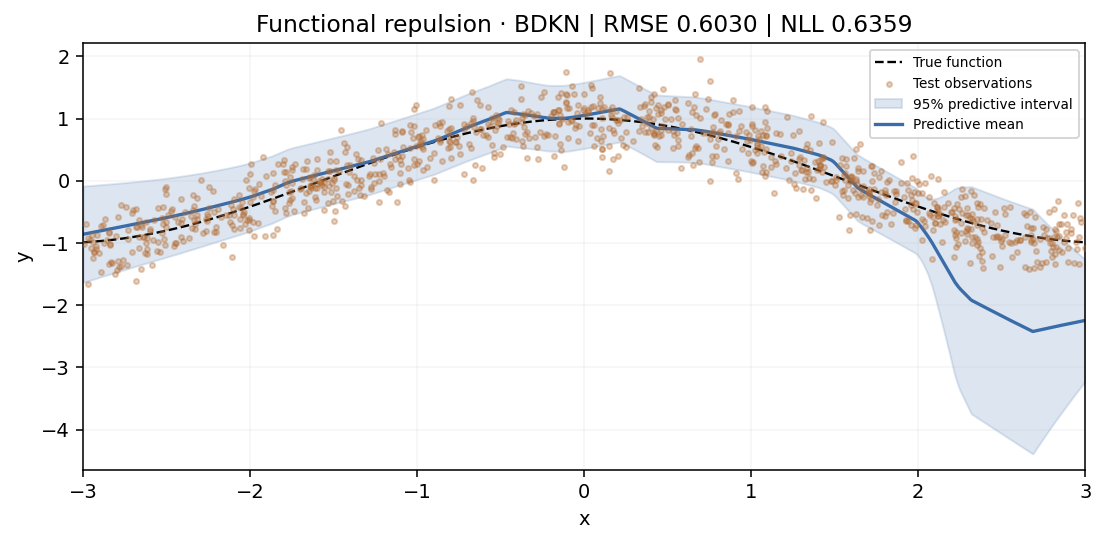 Functional repulsion · BDKN | RMSE 0.6030 | NLL 0.6359
True function
Test observations
95% predictive interval
Predictive mean
2
1
0
−1
−2
−3
−4
y
−3
−2
−1
0
1
2
3
x